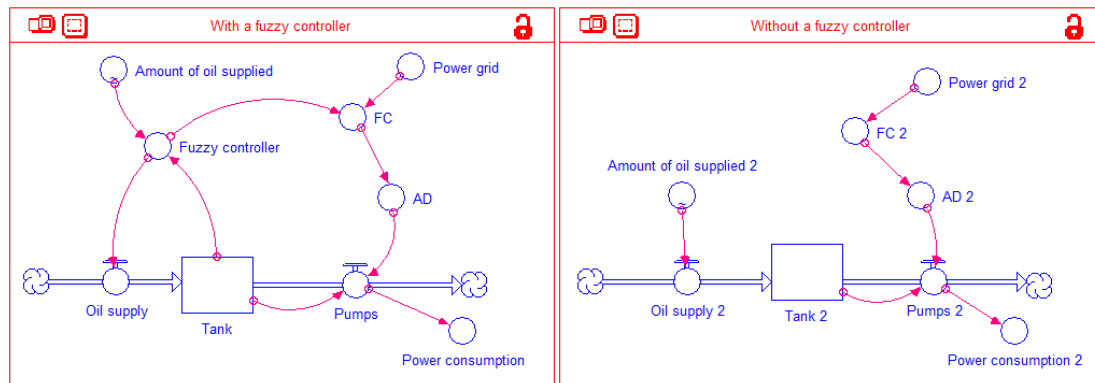 With a fuzzy controller
Amount of oil supplied
Power grid
FC
Fuzzy controller
AD
Oil supply
Tank
Pumps
Power consumption
Without a fuzzy controller
Power grid 2
FC 2
Amount of oil supplied 2
AD 2
Oil supply 2
Tank 2
Pumps 2
Power consumption 2